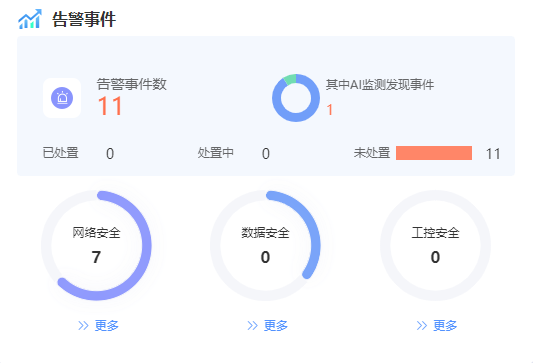 告警事件
告警事件数
11
其中AI监测发现事件
1
已处置 0 处置中 0 未处置 11
网络安全
7
数据安全
0
工控安全
0
更多
更多
更多